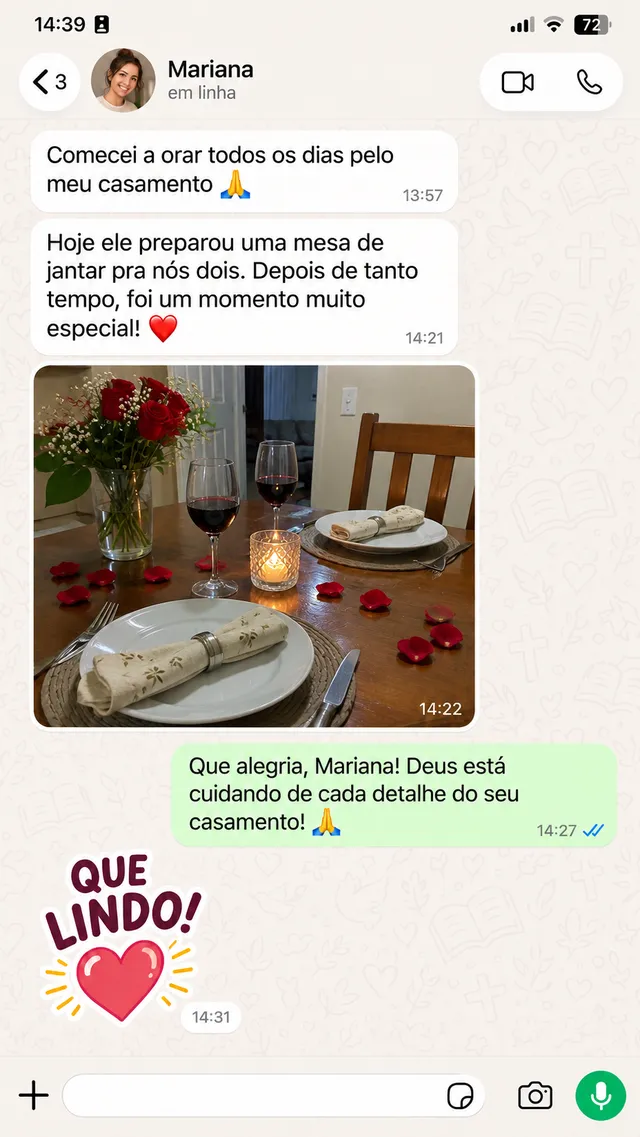 14:39
72
3
Mariana
em linha
Comecei a orar todos os dias pelo
meu casamento 🙏
13:57
Hoje ele preparou uma mesa de
jantar pra nós dois. Depois de tanto
tempo, foi um momento muito
especial! ❤️
14:21
14:22
Que alegria, Mariana! Deus está
cuidando de cada detalhe do seu
casamento! 🙏
14:27
QUE
LINDO!
14:31